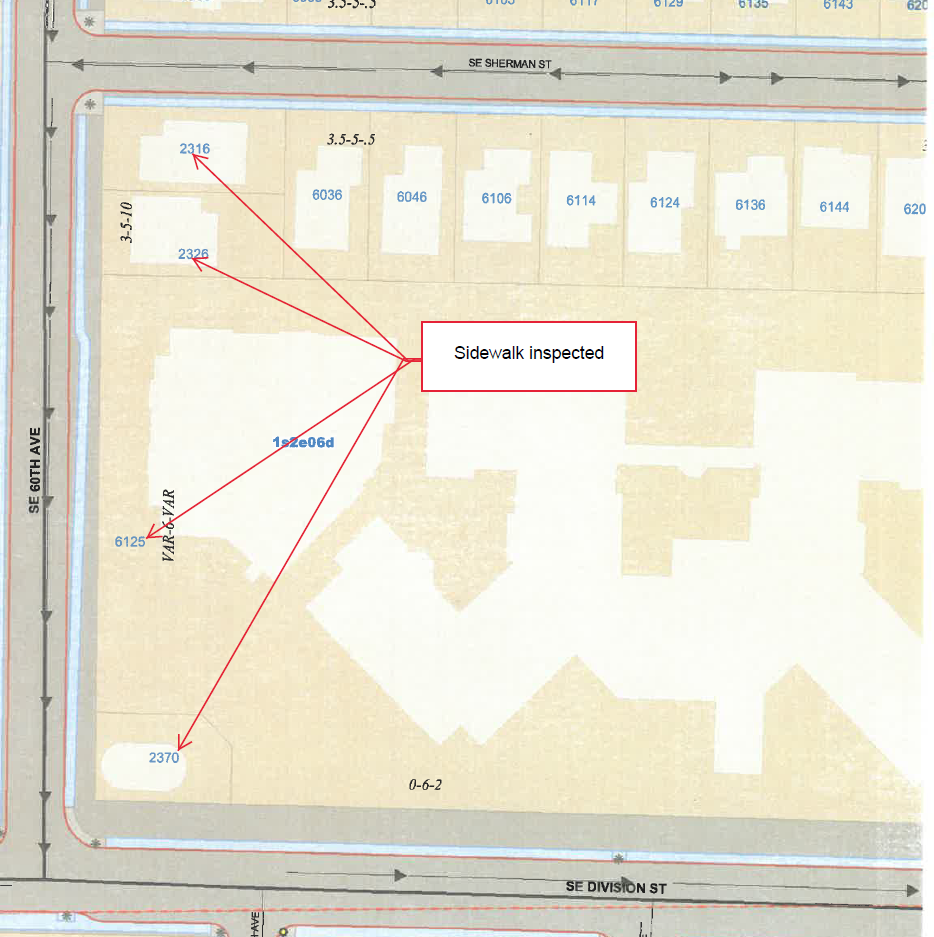 3.5-5-.5
6117
6129
6135
6143
SE SHERMAN ST
2316
3.5-5-.5
6036
6046
6106
6114
6124
6136
6144
620
3-5-10
2326
Sidewalk inspected
1s2e06d
SE 60TH AVE
VAR-6-VAR
6125
2370
0-6-2
SE DIVISION ST
AVE